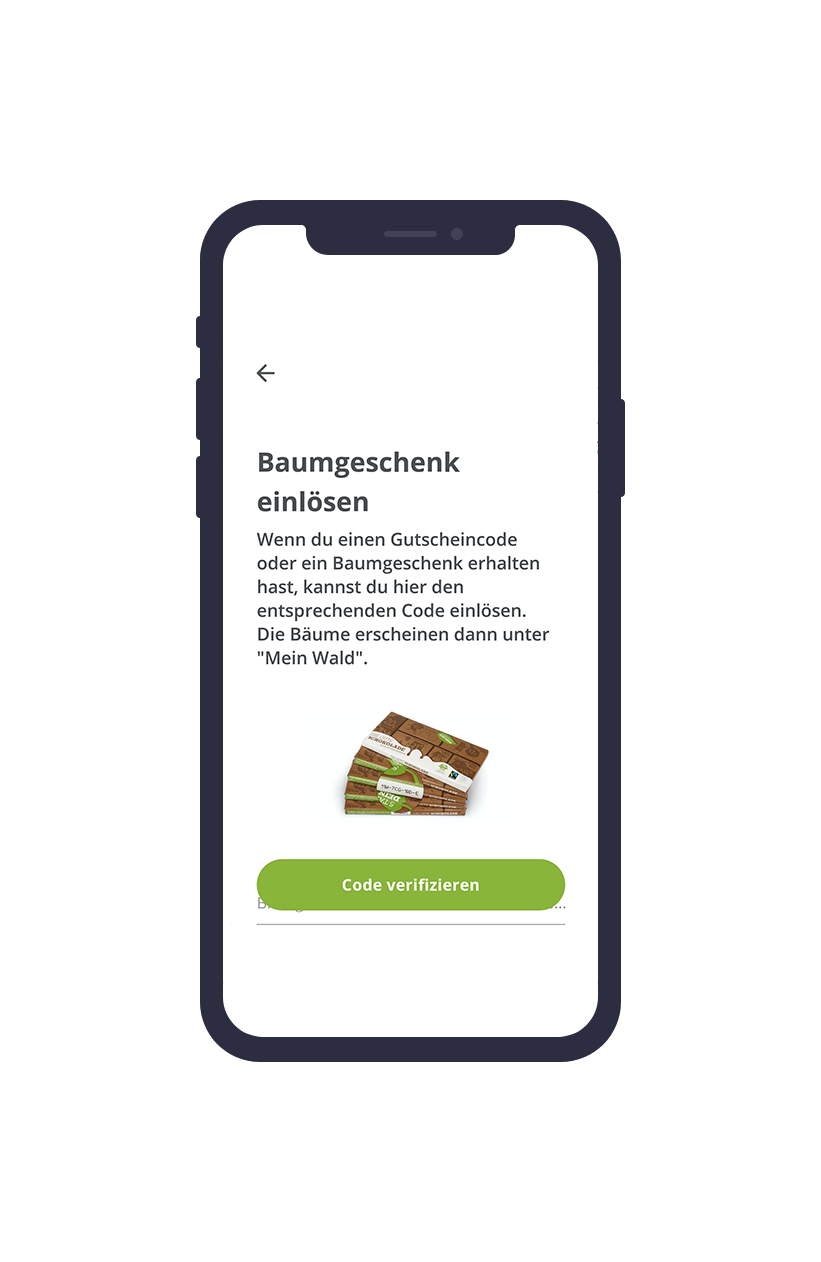 Baumgeschenk
einlösen
Wenn du einen Gutscheincode
oder ein Baumgeschenk erhalten
hast, kannst du hier den
entsprechenden Code einlösen.
Die Bäume erscheinen dann unter
"Mein Wald".
SCHOKOLADE
Code verifizieren